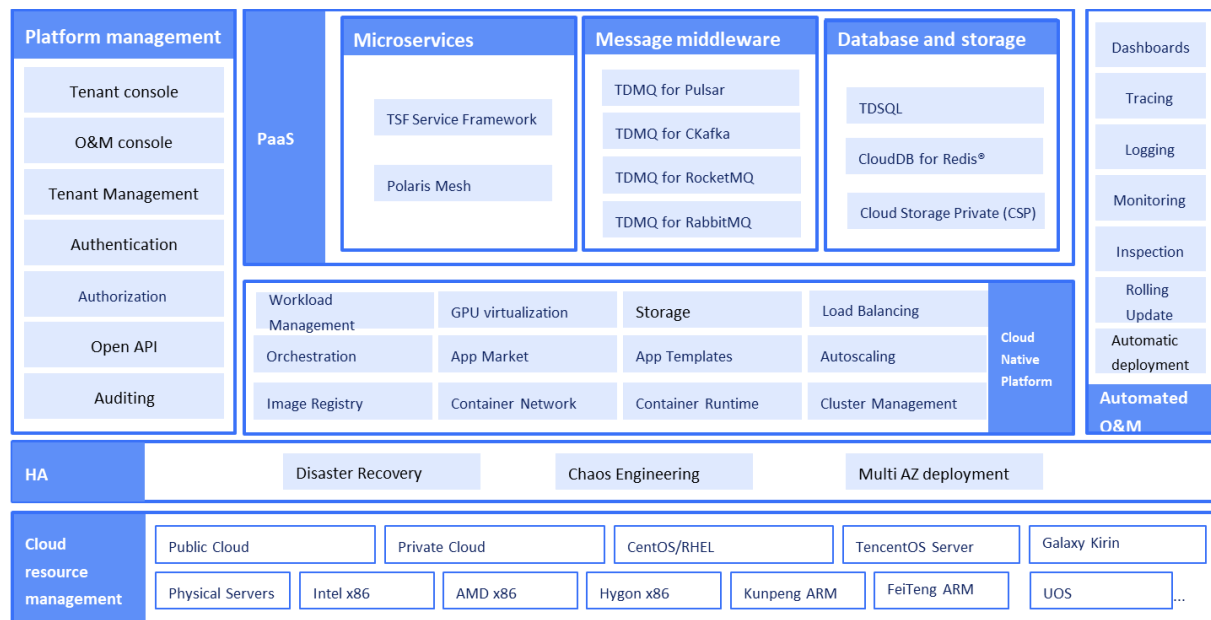 Platform management
Tenant console
O&M console
Tenant Management
Authentication
Authorization
Open API
Auditing
PaaS
Microservices
TSF Service Framework
Polaris Mesh
Message middleware
TDMQ for Pulsar
TDMQ for CKafka
TDMQ for RocketMQ
TDMQ for RabbitMQ
Database and storage
TDSQL
CloudDB for Redis®
Cloud Storage Private (CSP)
Workload
Management
GPU virtualization
Storage
Load Balancing
Orchestration
App Market
App Templates
Autoscaling
Image Registry
Container Network
Container Runtime
Cluster Management
Cloud
Native
Platform
Dashboards
Tracing
Logging
Monitoring
Inspection
Rolling
Update
Automatic
deployment
Automated
O&M
HA
Disaster Recovery
Chaos Engineering
Multi AZ deployment
Cloud
resource
management
Public Cloud
Private Cloud
CentOS/RHEL
TencentOS Server
Galaxy Kirin
Physical Servers
Intel x86
AMD x86
Hygon x86
Kunpeng ARM
FeiTeng ARM
UOS
...